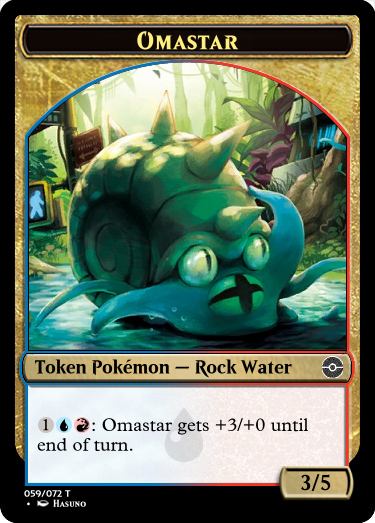 Omastar
Token Pokémon — Rock Water
1: Omastar gets +3/+0 until
end of turn.
3/5
059/072 T
• Hasuno